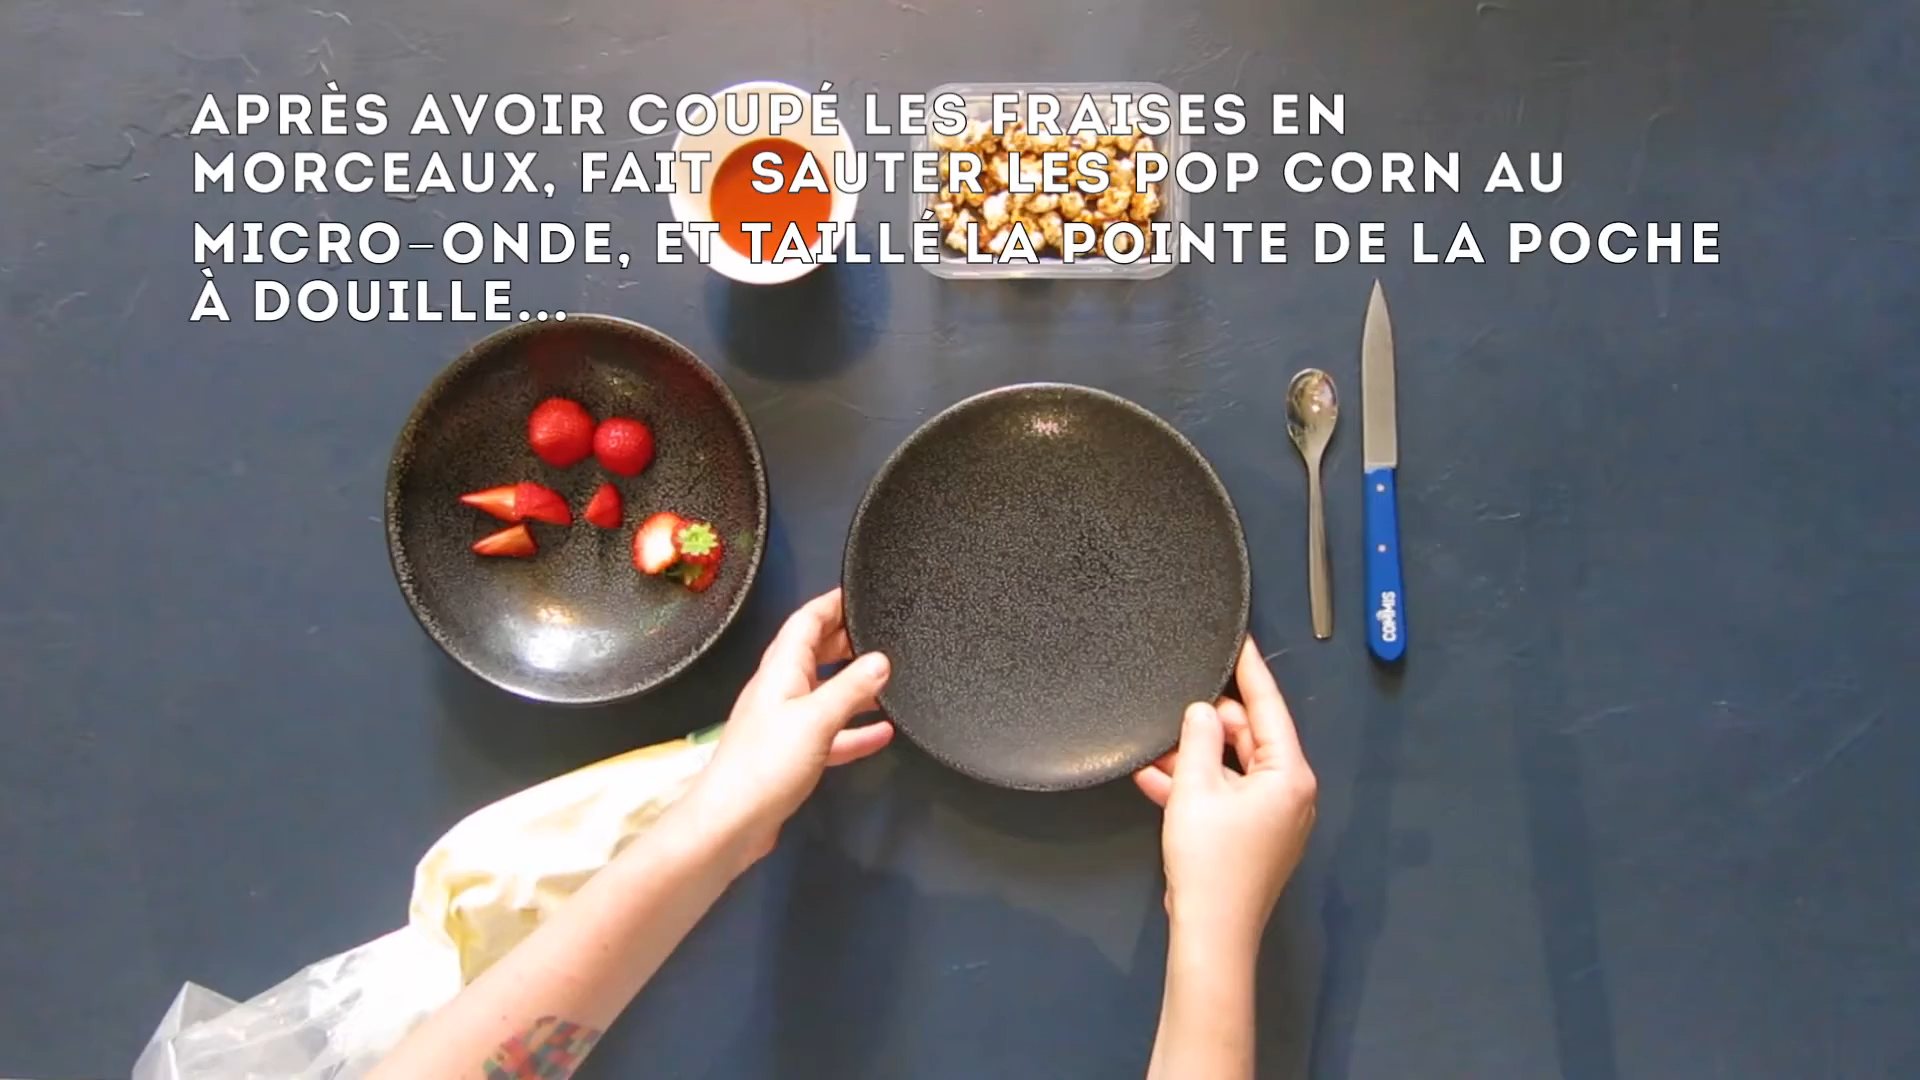 APRÈS AVOIR COUPÉ LES FRAISES EN
MORCEAUX, FAIT SAUTER LES POP CORN AU
MICRO-ONDE, ET TAILLÉ LA POINTE DE LA POCHE
À DOUILLE...
COMMIS